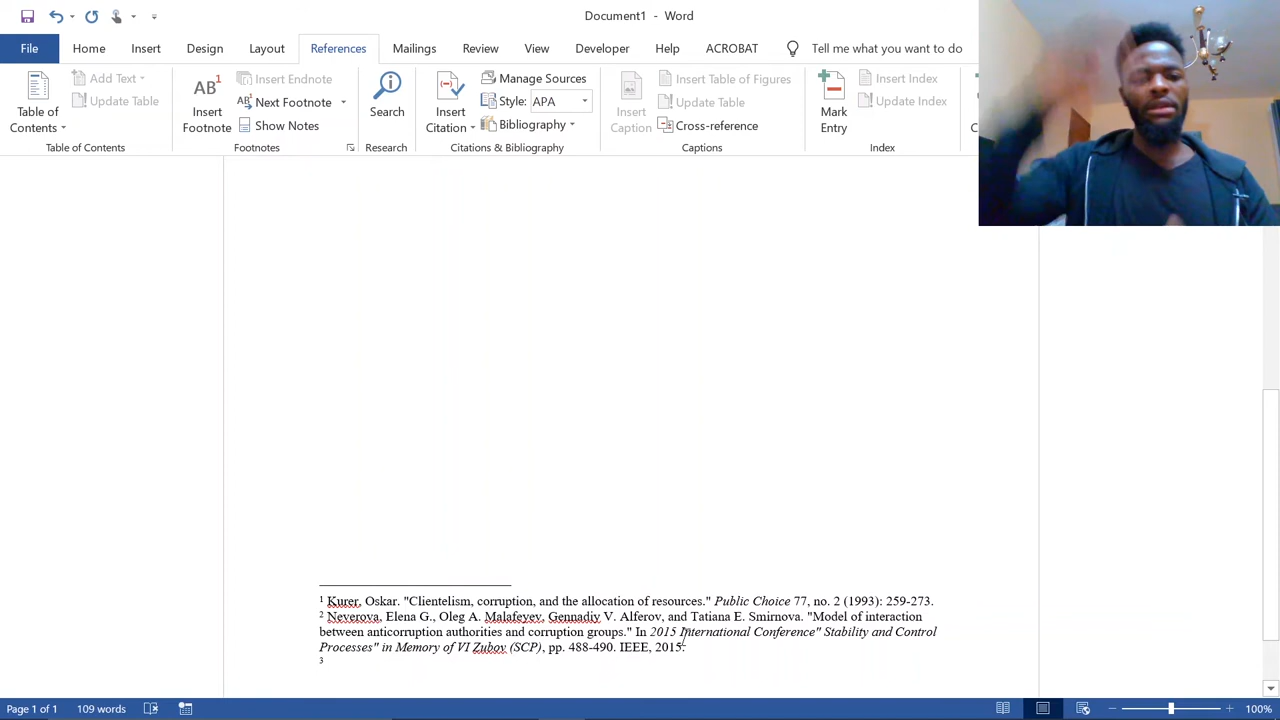 Document1 - Word
File Home Insert Design Layout References Mailings Review View Developer Help ACROBAT Tell me what you want to do
Table of Contents
Add Text
Update Table
Table of Contents
AB1
Insert Footnote
Insert Endnote
Next Footnote
Show Notes
Footnotes
Search
Research
Insert Citation
Manage Sources
Style: APA
Bibliography
Citations & Bibliography
Insert Caption
Insert Table of Figures
Update Table
Cross-reference
Captions
Mark Entry
Insert Index
Update Index
Index
1 Kurer, Oskar. "Clientelism, corruption, and the allocation of resources." Public Choice 77, no. 2 (1993): 259-273.
2 Neverova, Elena G., Oleg A. Malafeyev, Gennadiy V. Alferov, and Tatiana E. Smirnova. "Model of interaction
between anticorruption authorities and corruption groups." In 2015 International Conference" Stability and Control
Processes" in Memory of VI Zubov (SCP), pp. 488-490. IEEE, 2015.
3
Page 1 of 1 109 words 100%